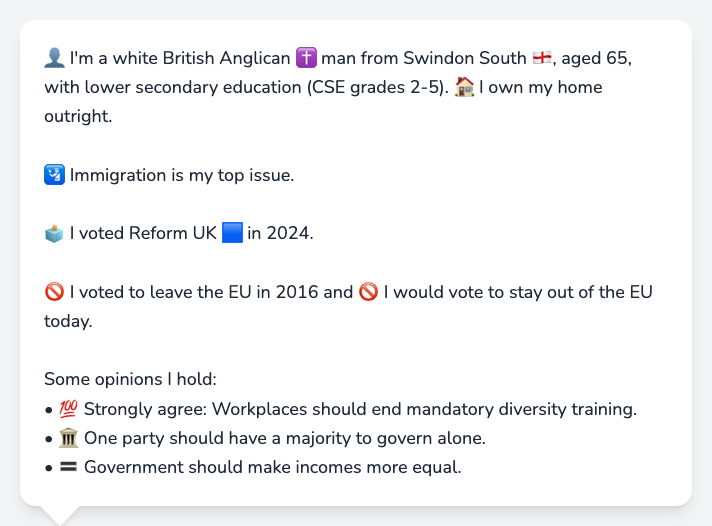 👤 I'm a white British Anglican ✝️ man from Swindon South 🏴󠁧󠁢󠁥󠁮󠁧󠁿, aged 65,
with lower secondary education (CSE grades 2-5). 🏠 I own my home
outright.
🛂 Immigration is my top issue.
🗳️ I voted Reform UK 🟦 in 2024.
🚫 I voted to leave the EU in 2016 and 🚫 I would vote to stay out of the EU
today.
Some opinions I hold:
• 💯 Strongly agree: Workplaces should end mandatory diversity training.
• 🏛️ One party should have a majority to govern alone.
• 🟰 Government should make incomes more equal.